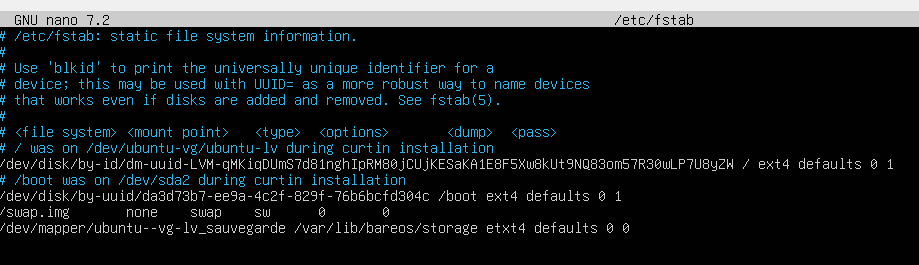 GNU nano 7.2 /etc/fstab
# /etc/fstab: static file system information.
#
# Use 'blkid' to print the universally unique identifier for a
# device; this may be used with UUID= as a more robust way to name devices
# that works even if disks are added and removed. See fstab(5).
#
# <file system> <mount point> <type> <options> <dump> <pass>
# / was on /dev/ubuntu-vg/ubuntu-lv during curtin installation
/dev/disk/by-id/dm-uuid-LVM-qMKiqDUmS7d81nghIpRM80jCUjKESaKA1E8F5Xw8kUt9NQ83om57R30wLP7U8yZW / ext4 defaults 0 1
# /boot was on /dev/sda2 during curtin installation
/dev/disk/by-uuid/da3d73b7-ee9a-4c2f-829f-76b6bcfd304c /boot ext4 defaults 0 1
/swap.img none swap sw 0 0
/dev/mapper/ubuntu--vg-lv_sauvegarde /var/lib/bareos/storage etxt4 defaults 0 0